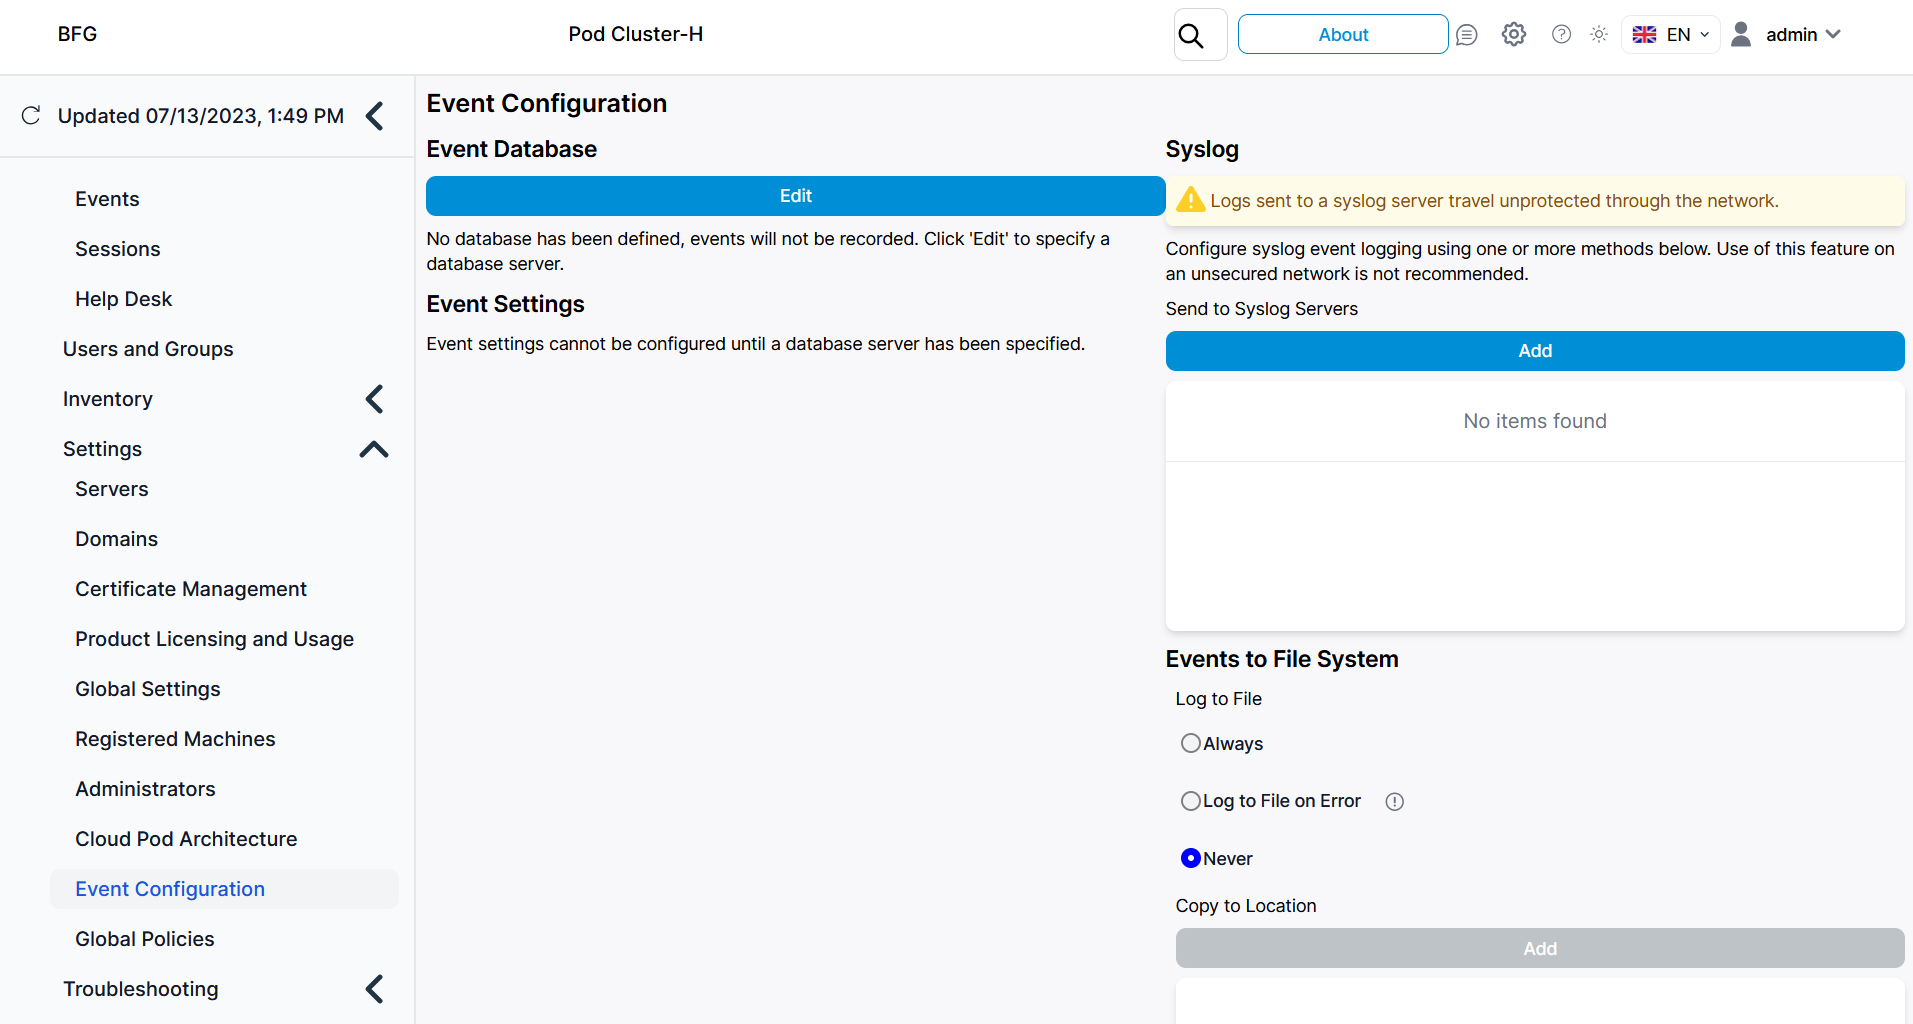 BFG
Pod Cluster-H
About
EN
admin
Updated 07/13/2023, 1:49 PM
Events
Sessions
Help Desk
Users and Groups
Inventory
Settings
Servers
Domains
Certificate Management
Product Licensing and Usage
Global Settings
Registered Machines
Administrators
Cloud Pod Architecture
Event Configuration
Global Policies
Troubleshooting
Event Configuration
Event Database
Edit
No database has been defined, events will not be recorded. Click 'Edit' to specify a
database server.
Event Settings
Event settings cannot be configured until a database server has been specified.
Syslog
Logs sent to a syslog server travel unprotected through the network.
Configure syslog event logging using one or more methods below. Use of this feature on
an unsecured network is not recommended.
Send to Syslog Servers
Add
No items found
Events to File System
Log to File
Always
Log to File on Error
Never
Copy to Location
Add